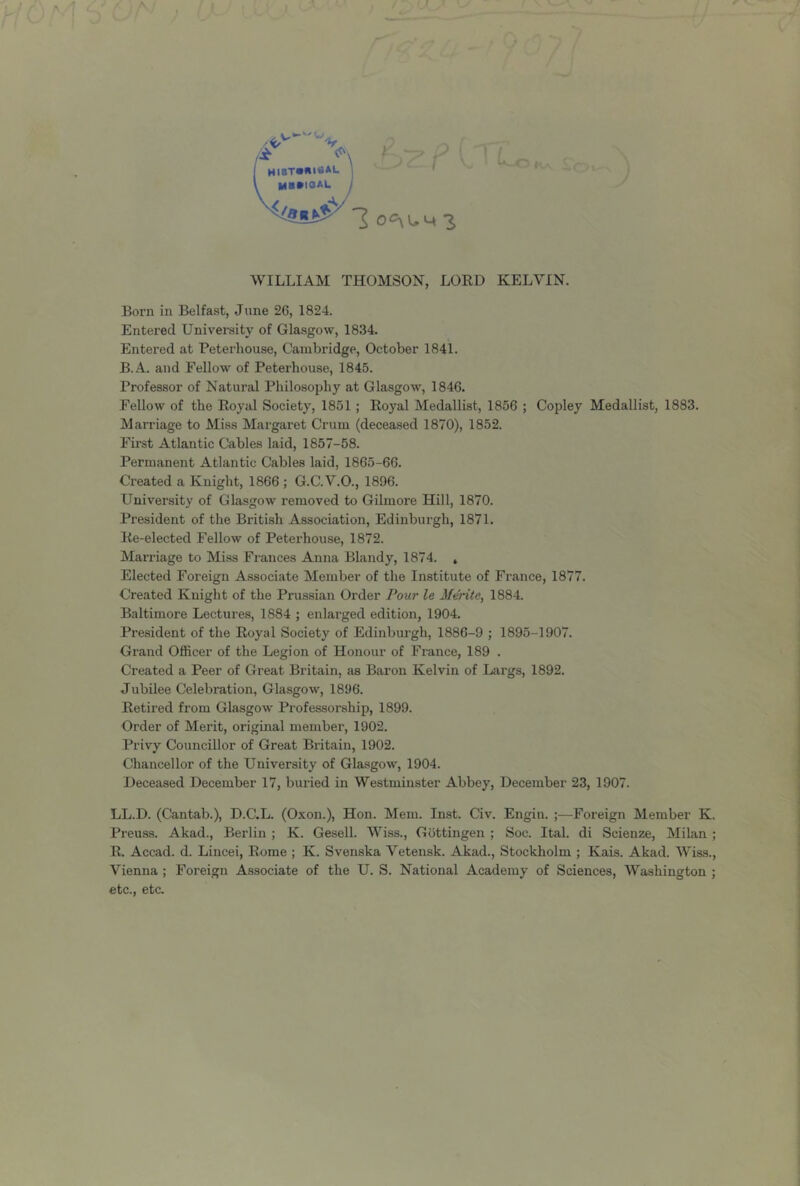 HISTORICAL
MEDICAL
LIBRARY
BZP (Thomson)
309443
WILLIAM THOMSON, LORD KELVIN.
Born in Belfast, June 26, 1824.
Entered University of Glasgow, 1834.
Entered at Peterhouse, Cambridge, October 1841.
B.A. and Fellow of Peterhouse, 1845.
Professor of Natural Philosophy at Glasgow, 1846.
Fellow of the Royal Society, 1851 ; Royal Medallist, 1856 ; Copley Medallist, 1883.
Marriage to Miss Margaret Crum (deceased 1870), 1852.
First Atlantic Cables laid, 1857-58.
Permanent Atlantic Cables laid, 1865-66.
Created a Knight, 1866 ; G.C.V.O., 1896.
University of Glasgow removed to Gilmore Hill, 1870.
President of the British Association, Edinburgh, 1871.
Re-elected Fellow of Peterhouse, 1872.
Marriage to Miss Frances Anna Blandy, 1874.
Elected Foreign Associate Member of the Institute of France, 1877.
Created Knight of the Prussian Order Pour le Mérite, 1884.
Baltimore Lectures, 1884 ; enlarged edition, 1904.
President of the Royal Society of Edinburgh, 1886-9 ; 1895-1907.
Grand Officer of the Legion of Honour of France, 189 .
Created a Peer of Great Britain, as Baron Kelvin of Largs, 1892.
Jubilee Celebration, Glasgow, 1896.
Retired from Glasgow Professorship, 1899.
Order of Merit, original member, 1902.
Privy Councillor of Great Britain, 1902.
Chancellor of the University of Glasgow, 1904.
Deceased December 17, buried in Westminster Abbey, December 23, 1907.
LL.D. (Cantab.), D.C.L. (Oxon.), Hon. Mem. Inst. Civ. Engin. ;—Foreign Member K.
Preuss. Akad., Berlin ; K. Gesell. Wiss., Göttingen ; Soc. Ital. di Scienze, Milan ;
R. Accad. d. Lincei, Rome ; K. Svenska Vetensk. Akad., Stockholm ; Kais. Akad. Wiss.,
Vienna ; Foreign Associate of the U. S. National Academy of Sciences, Washington ;
etc., etc.